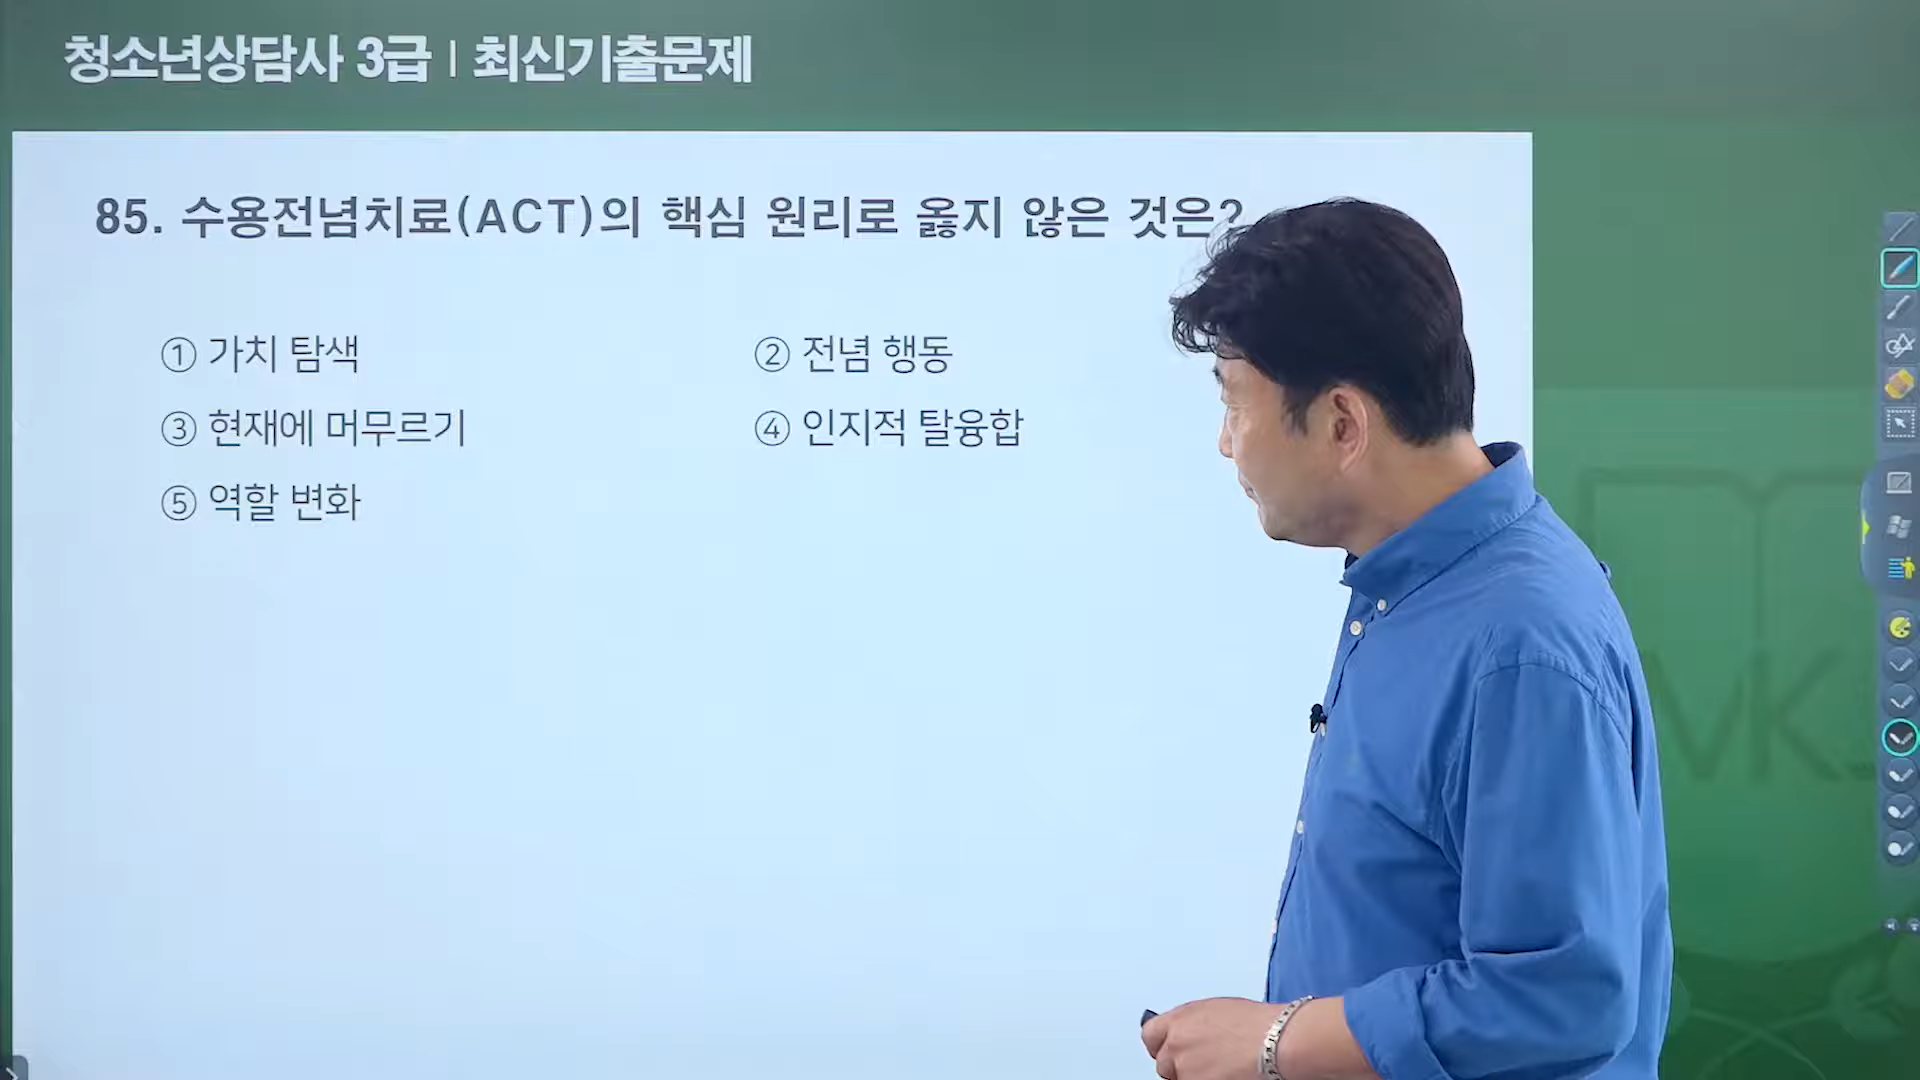 청소년상담사 3급 | 최신기출문제
85. 수용전념치료(ACT)의 핵심 원리로 옳지 않은 것은?
① 가치 탐색
② 전념 행동
③ 현재에 머무르기
④ 인지적 탈융합
⑤ 역할 변화